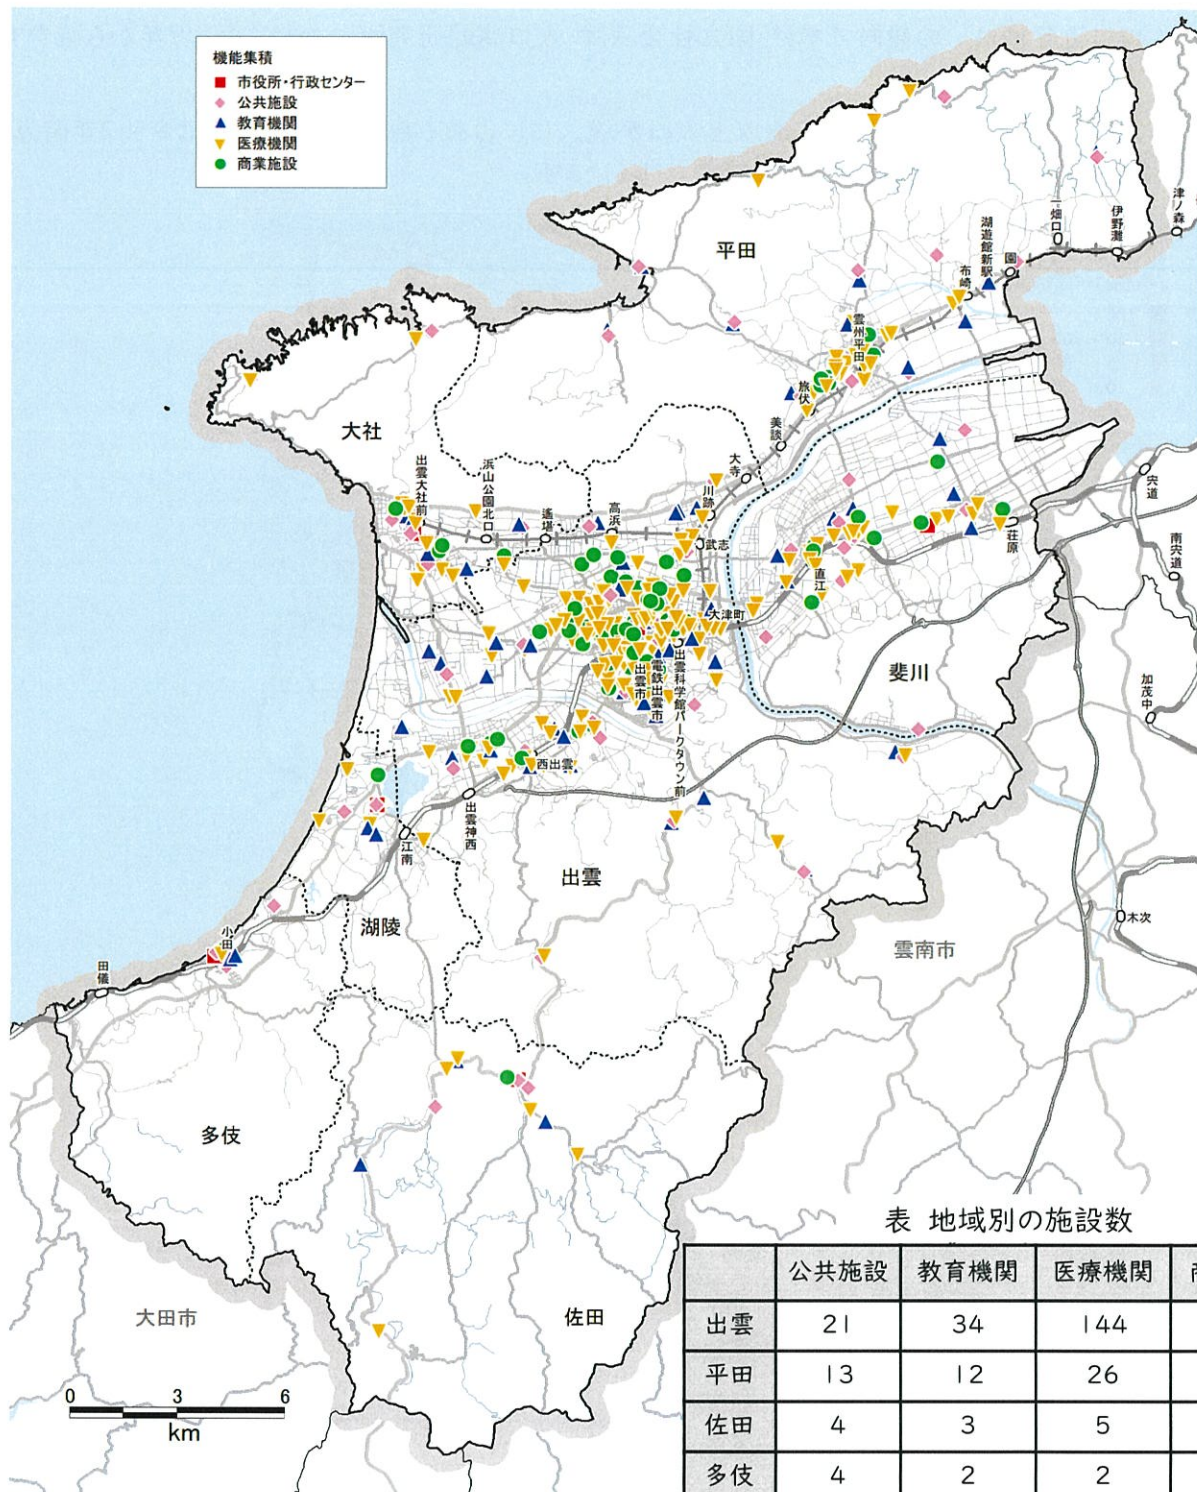 機能集積
市役所・行政センター
公共施設
教育機関
医療機関
商業施設
津ノ森
伊野灘
一畑口
湖遊館新駅
園
布崎
平田
雲州平田
旅伏
美談
大寺
川跡
武志
大社
出雲大社前
浜山公園北口
遙堪
高浜
宍道
南宍道
荘原
直江
大津町
斐川
加茂中
出雲科学館パークタウン前
電鉄出雲市
出雲市
西出雲
出雲神西
江南
出雲
湖陵
小田
田儀
木次
雲南市
多伎
佐田
大田市
0 3 6
km
表 地域別の施設数
公共施設 教育機関 医療機関
出雲 21 34 144
平田 13 12 26
佐田 4 3 5
多伎 4 2 2